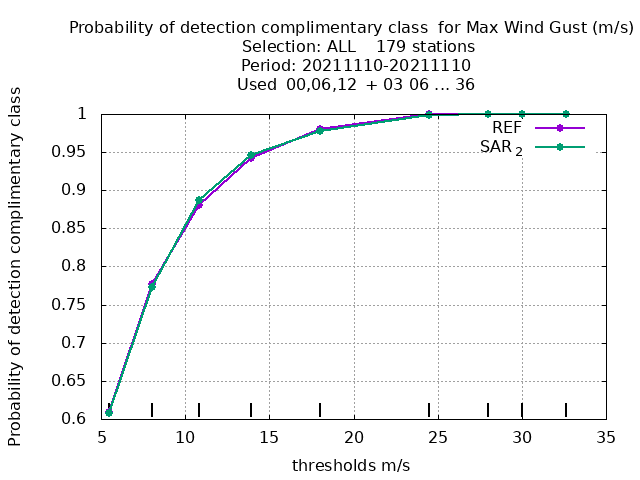 Probability of detection complimentary class  for Max Wind Gust (m/s)
Selection: ALL    179 stations
Period: 20211110-20211110
Used  00,06,12  + 03 06 ... 36
Probability of detection complimentary class
1
0.95
0.9
0.85
0.8
0.75
0.7
0.65
0.6
REF
SAR 2
5 10 15 20 25 30 35
thresholds m/s